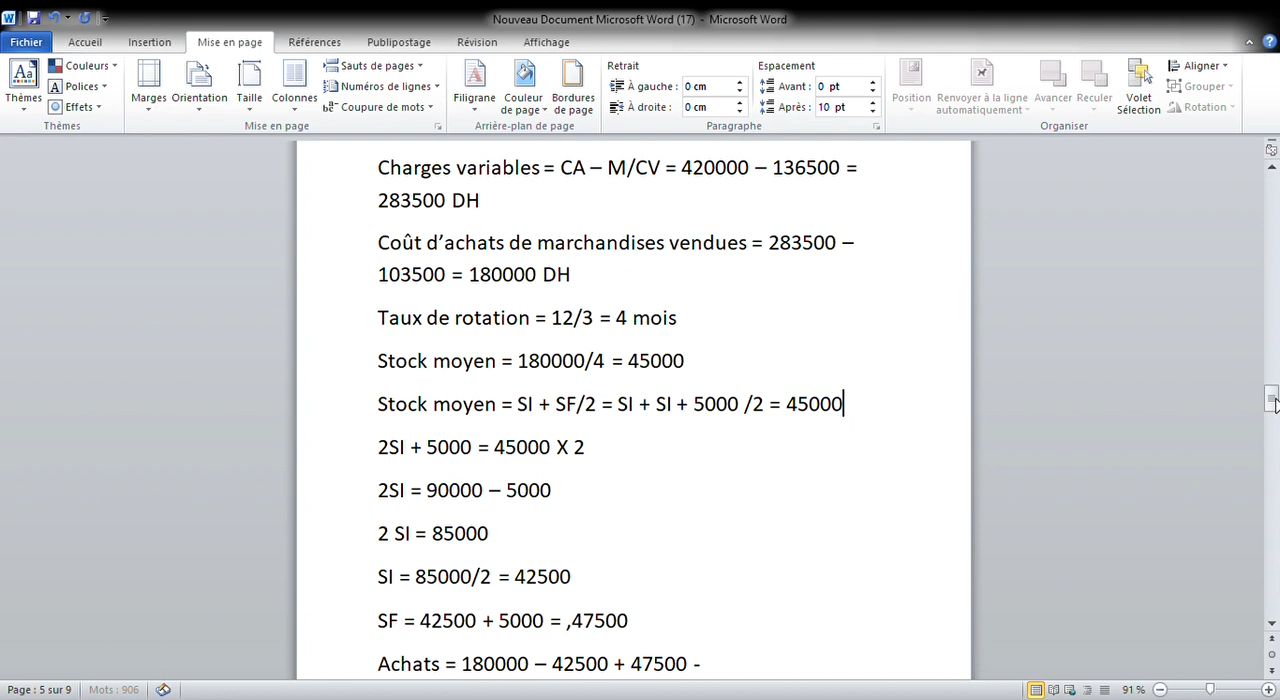 Nouveau Document Microsoft Word (17) - Microsoft Word
Fichier Accueil Insertion Mise en page Références Publipostage Révision Affichage
Couleurs Sauts de pages Retrait Espacement Aligner
Polices Numéros de lignes À gauche : 0 cm Avant : 0 pt Grouper
Thèmes Effets Marges Orientation Taille Colonnes Coupure de mots Filigrane Couleur de page Bordures de page À droite : 0 cm Après : 10 pt Position Renvoyer à la ligne automatiquement Avancer Reculer Volet Sélection Rotation
Thèmes Mise en page Arrière-plan de page Paragraphe Organiser
Charges variables = CA – M/CV = 420000 – 136500 =
283500 DH
Coût d’achats de marchandises vendues = 283500 –
103500 = 180000 DH
Taux de rotation = 12/3 = 4 mois
Stock moyen = 180000/4 = 45000
Stock moyen = SI + SF/2 = SI + SI + 5000 /2 = 45000
2SI + 5000 = 45000 X 2
2SI = 90000 – 5000
2 SI = 85000
SI = 85000/2 = 42500
SF = 42500 + 5000 = ,47500
Achats = 180000 – 42500 + 47500 -
Page : 5 sur 9 Mots : 906 91 %